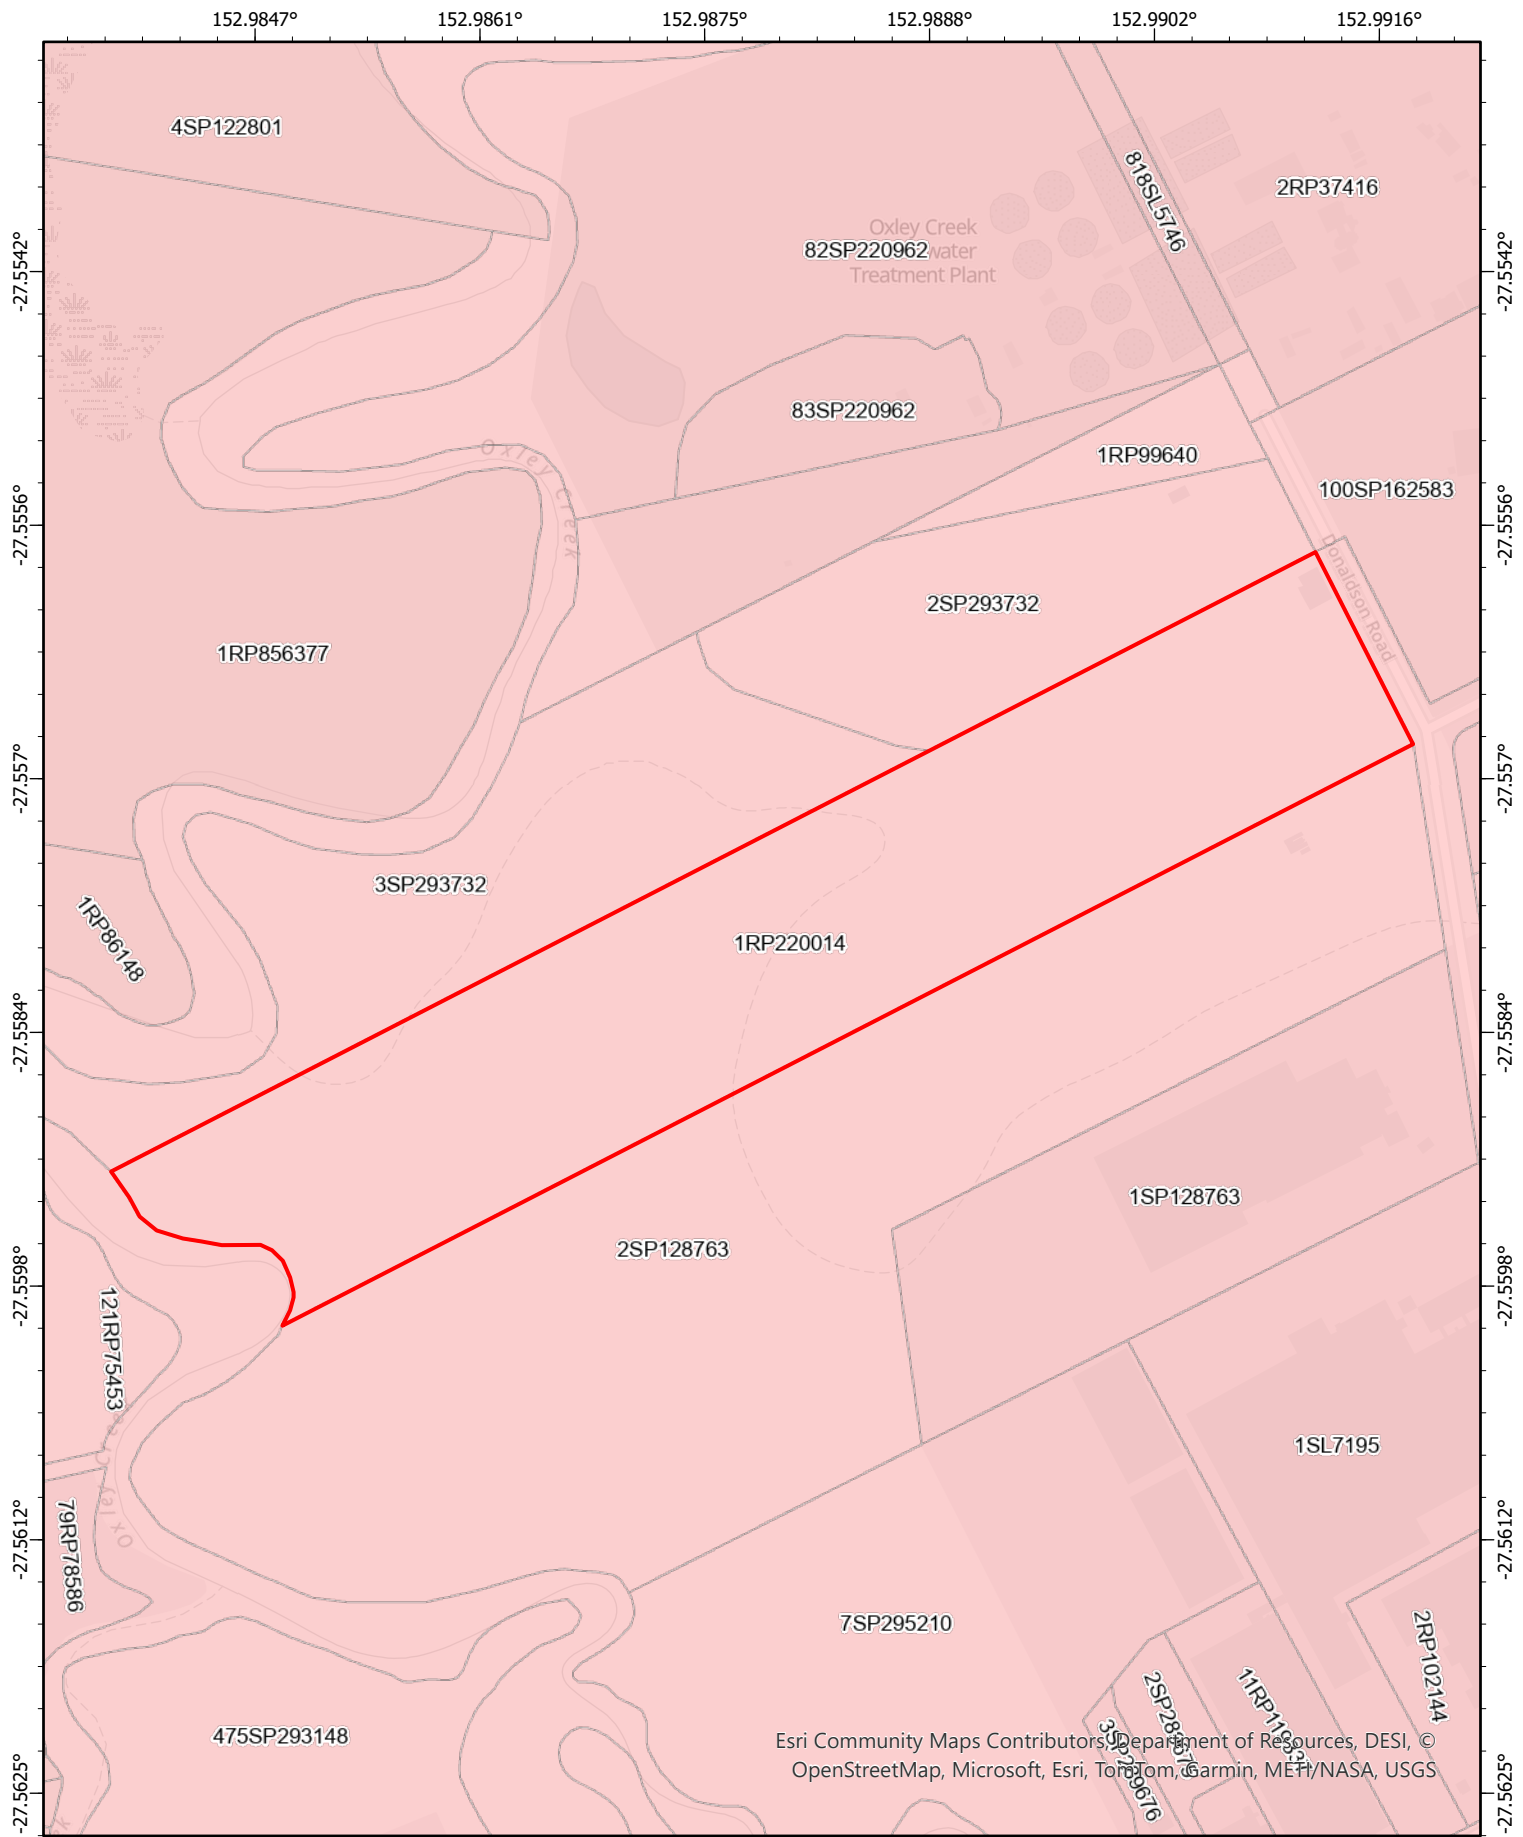 152.9847° 152.9861° 152.9875° 152.9888° 152.9902° 152.9916°
4SP122801
818SL5746
2RP37416
Oxley Creek
82SP220962
water
Treatment Plant
-27.5542° -27.5542°
83SP220962
Oxley Creek
1RP99640
100SP162583
-27.5556° -27.5556°
Donaldson Road
2SP293732
1RP856377
-27.557° -27.557°
3SP293732
1RP86148
1RP220014
-27.5584° -27.5584°
1SP128763
2SP128763
-27.5598° -27.5598°
121RP75453
Oxley Creek
1SL7195
79RP78586
-27.5612° -27.5612°
7SP295210
2RP102144
475SP293148
3SP289676
Esri Community Maps Contributors, Department of Resources, DESI, ©
OpenStreetMap, Microsoft, Esri, TomTom, Garmin, METI/NASA, USGS
-27.5625° -27.5625°